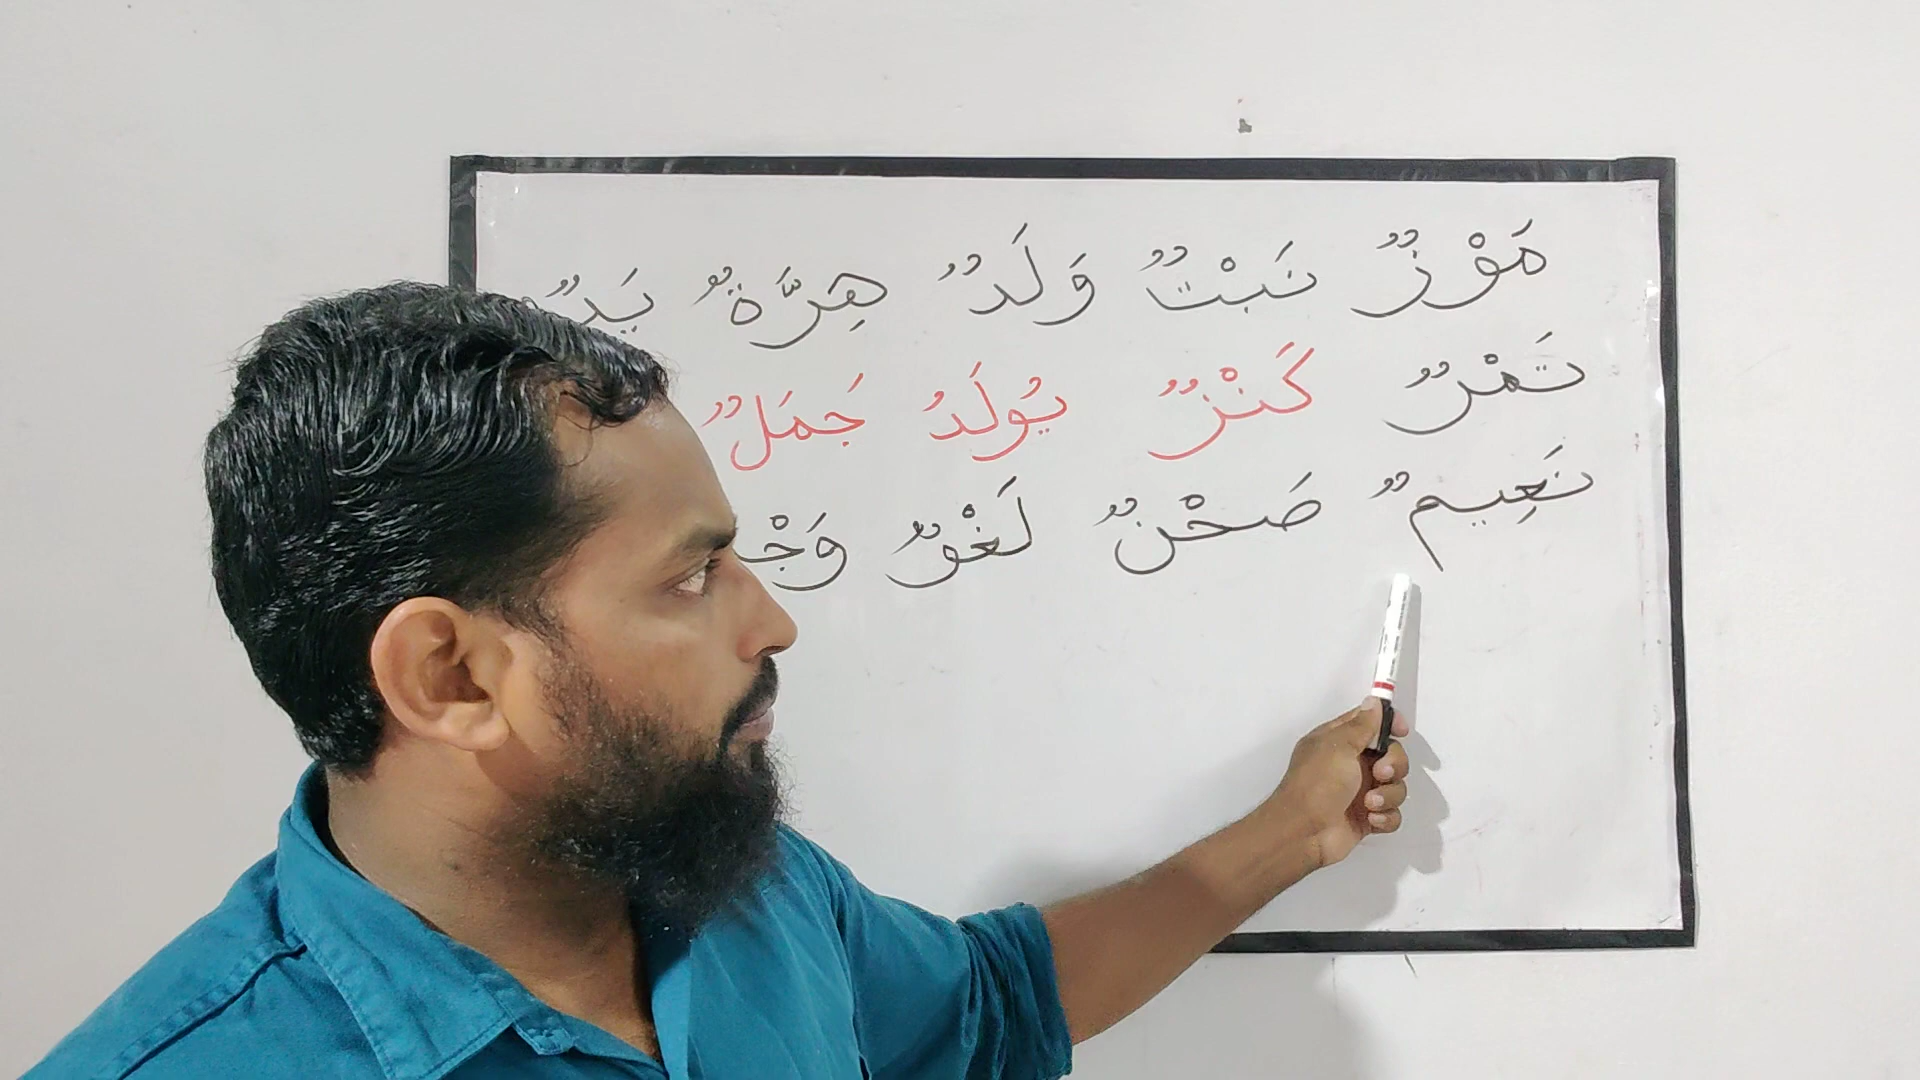 مَوْزٌ نَبْتٌ وَلَدٌ هِرَّةٌ يَدٌ
تَمْرٌ كَنْزٌ يُولَدُ جَمَلٌ
نَعِيمٌ صَحْنٌ لَغْوٌ